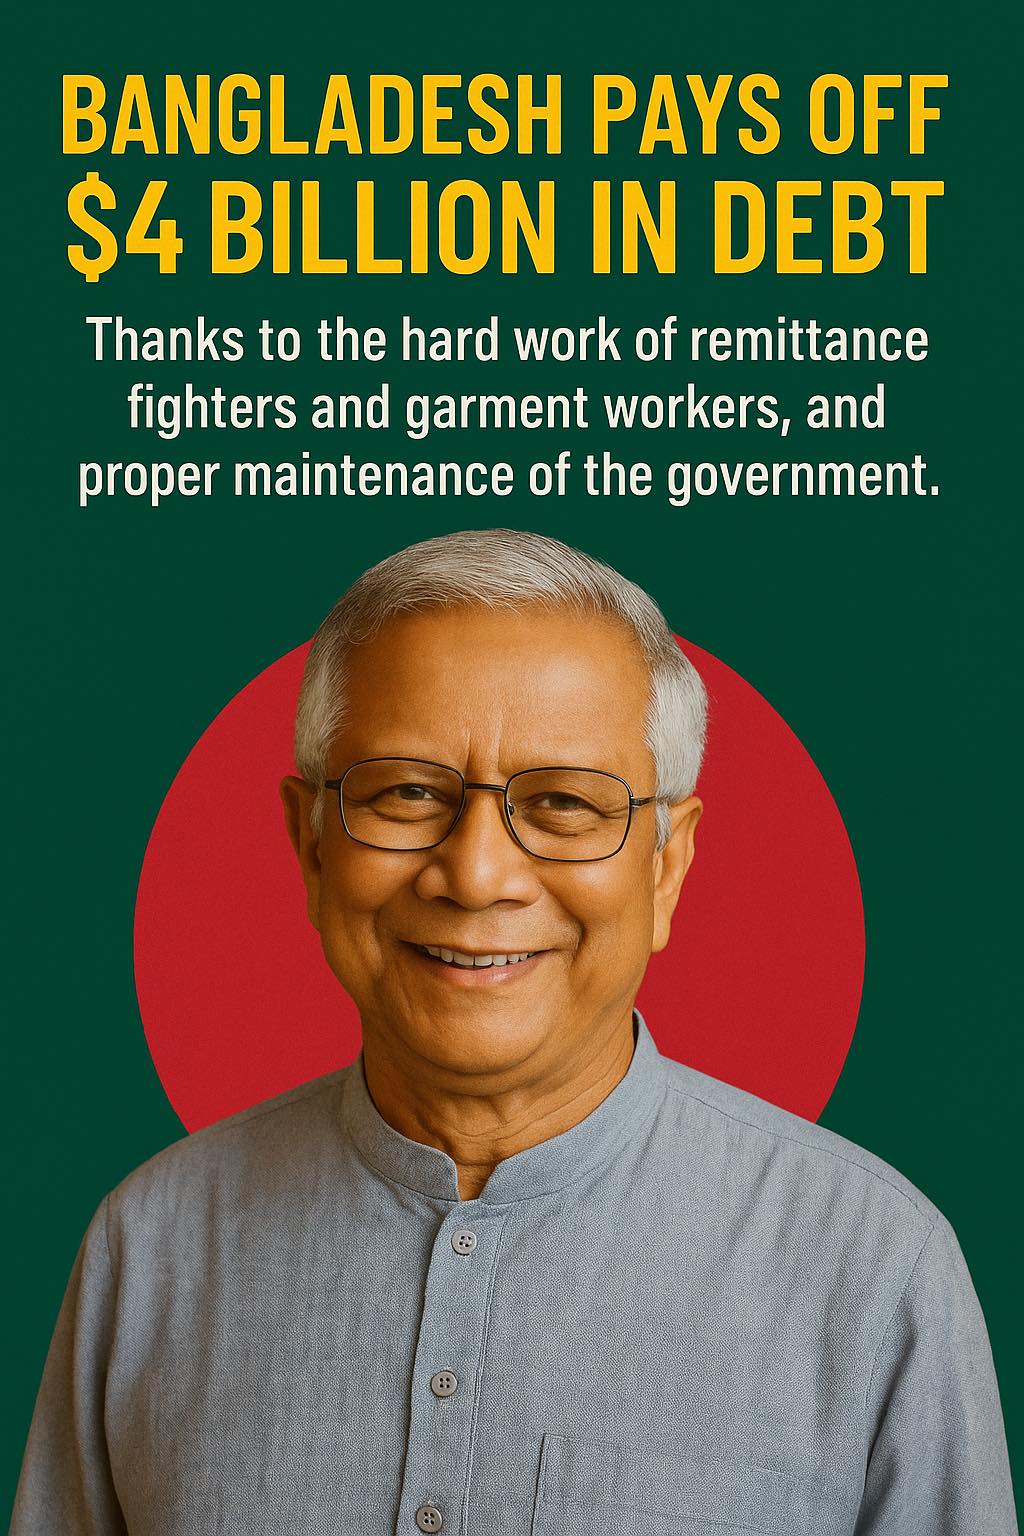 BANGLADESH PAYS OFF
$4 BILLION IN DEBT
Thanks to the hard work of remittance
fighters and garment workers, and
proper maintenance of the government.